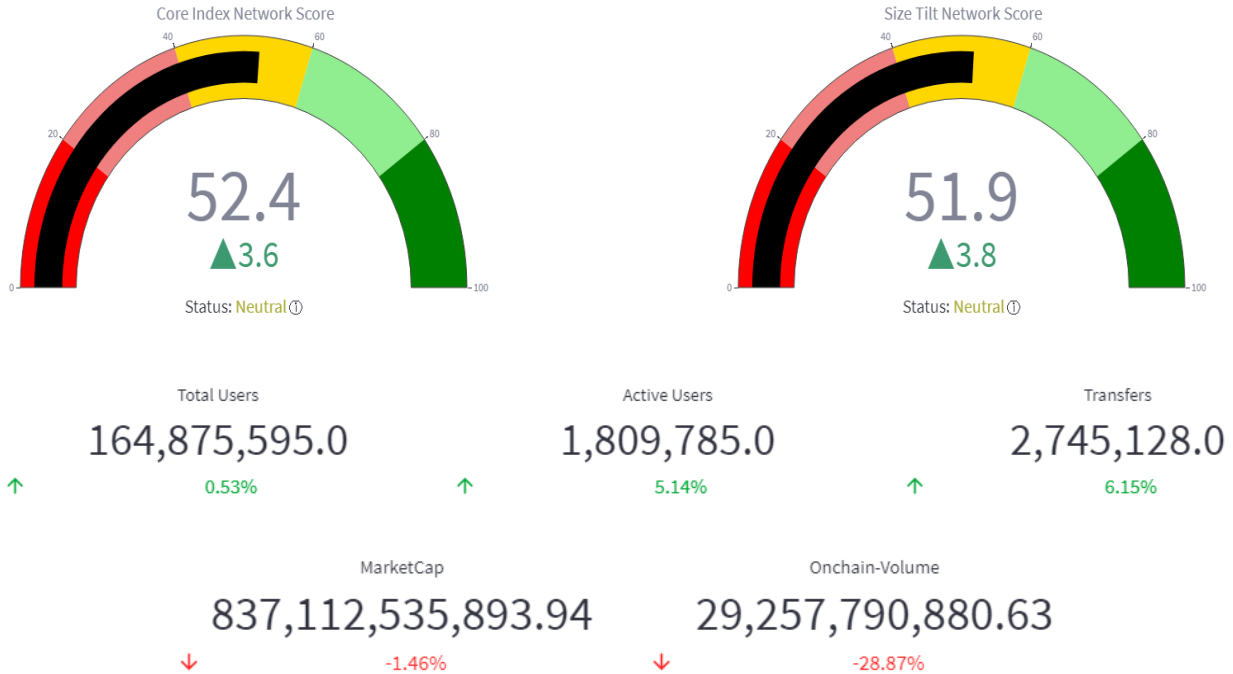 Core Index Network Score
Size Tilt Network Score
40 60
40 60
20 80
20 80
52.4
51.9
▲3.6
▲3.8
0 100
0 100
Status: Neutral ⓘ
Status: Neutral ⓘ
Total Users
Active Users
Transfers
164,875,595.0
1,809,785.0
2,745,128.0
↑ 0.53%
↑ 5.14%
↑ 6.15%
MarketCap
Onchain-Volume
837,112,535,893.94
29,257,790,880.63
↓ -1.46%
↓ -28.87%